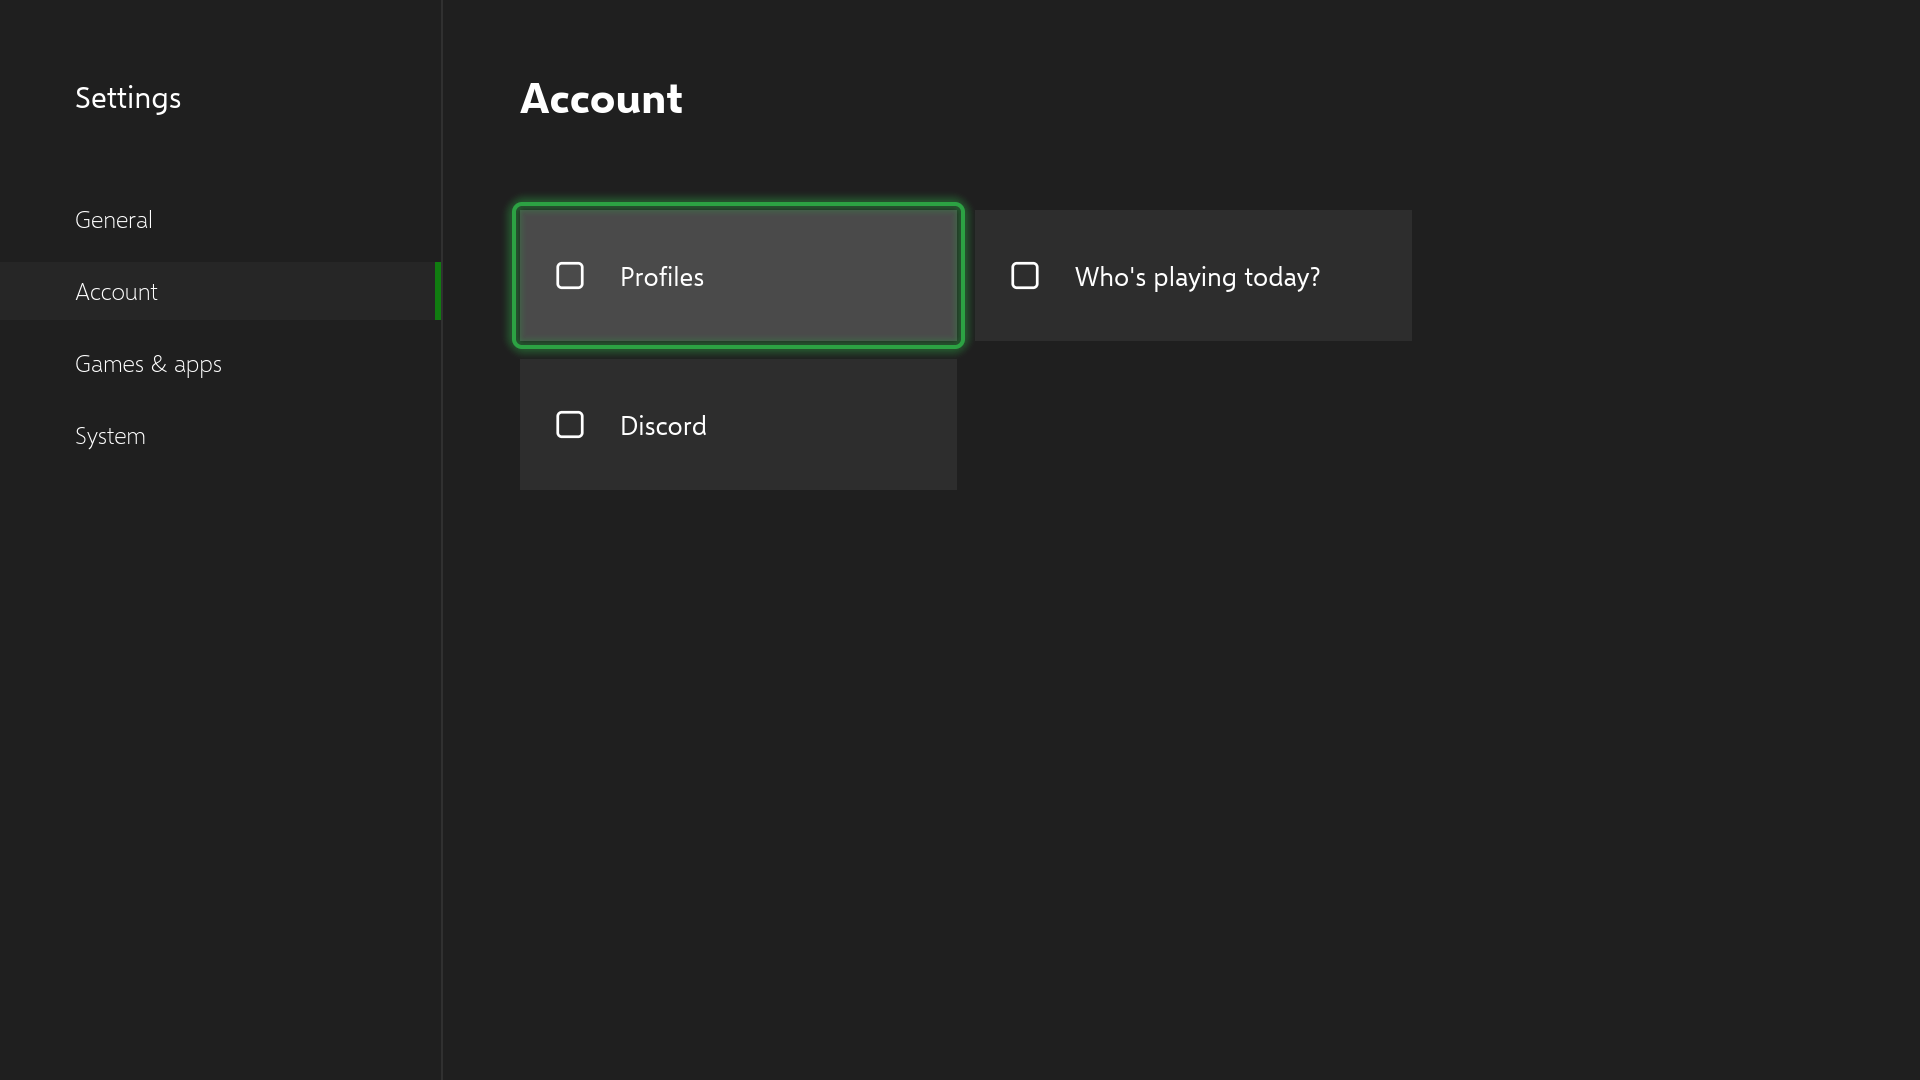 Settings
General
Account
Games & apps
System
Account
Profiles
Who's playing today?
Discord